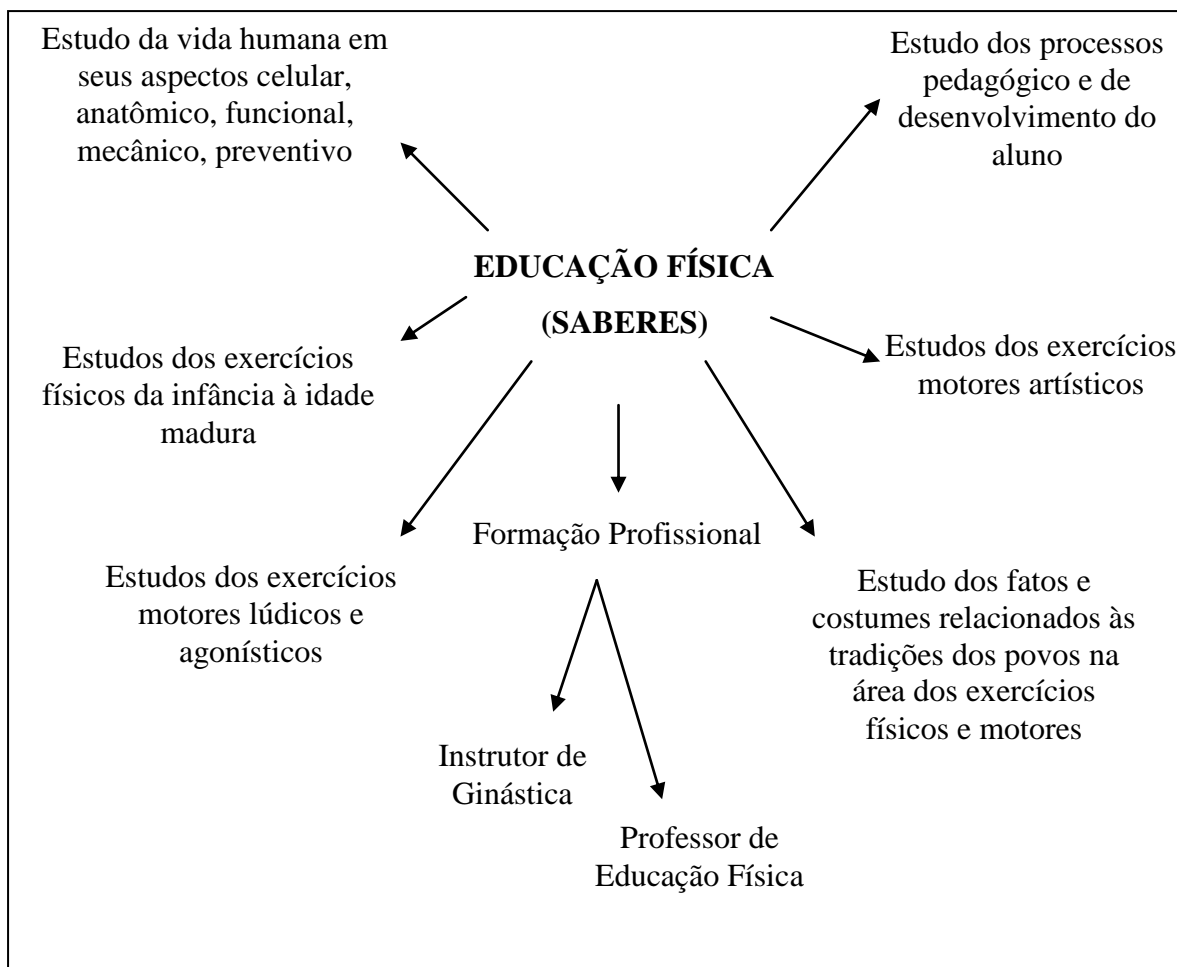 Estudo da vida humana em
seus aspectos celular,
anatômico, funcional,
mecânico, preventivo
Estudo dos processos
pedagógico e de
desenvolvimento do
aluno
EDUCAÇÃO FÍSICA
(SABERES)
Estudos dos exercícios
físicos da infância à idade
madura
Estudos dos exercícios
motores artísticos
Formação Profissional
Estudos dos exercícios
motores lúdicos e
agonísticos
Estudo dos fatos e
costumes relacionados às
tradições dos povos na
área dos exercícios
físicos e motores
Instrutor de
Ginástica
Professor de
Educação Física